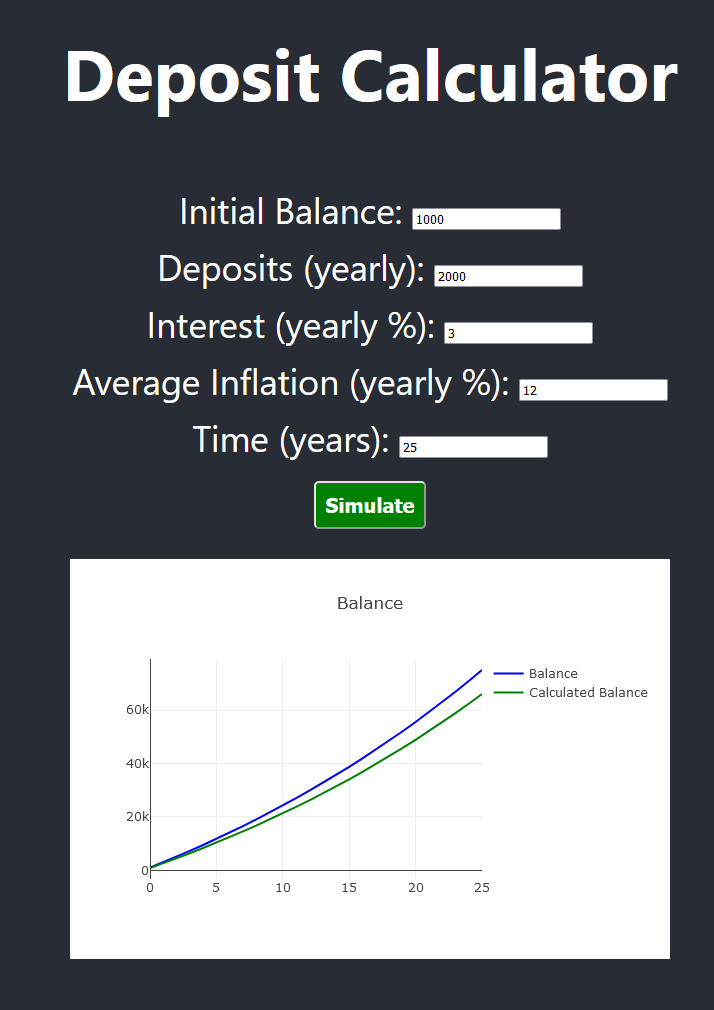 Deposit Calculator
Initial Balance: 1000
Deposits (yearly): 2000
Interest (yearly %): 3
Average Inflation (yearly %): 12
Time (years): 25
Simulate
Balance
Balance
Calculated Balance
60k
40k
20k
0
0 5 10 15 20 25